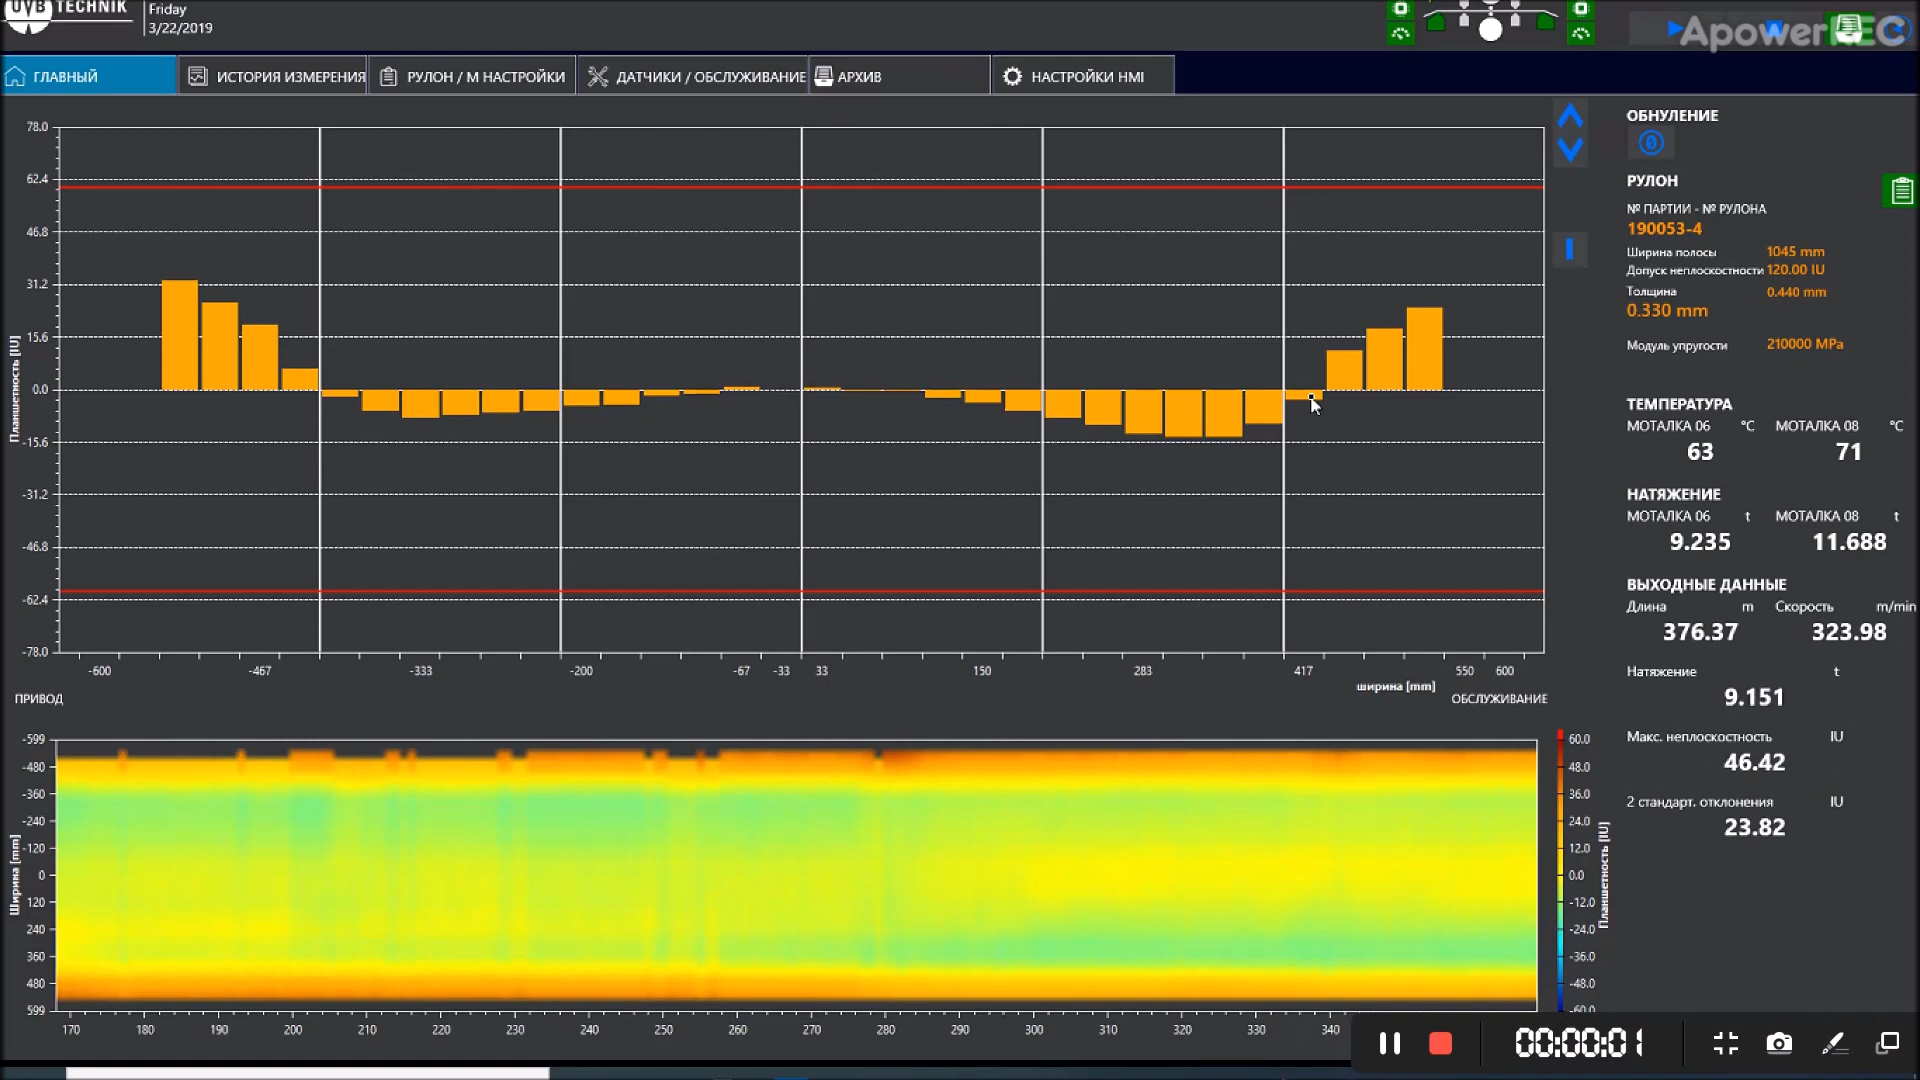 UVB TECHNIK
Friday
3/22/2019
ApowerREC
ГЛАВНЫЙ
ИСТОРИЯ ИЗМЕРЕНИЯ
РУЛОН / М НАСТРОЙКИ
ДАТЧИКИ / ОБСЛУЖИВАНИЕ
АРХИВ
НАСТРОЙКИ HMI
78.0
62.4
46.8
31.2
15.6
0.0
-15.6
-31.2
-46.8
-62.4
-78.0
Планшетность [IU]
-600 -467 -333 -200 -67 -33 33 150 283 417 550 600
ширина [mm]
ПРИВОД
ОБСЛУЖИВАНИЕ
-599
-480
-360
-240
-120
0
120
240
360
480
599
Ширина [mm]
170 180 190 200 210 220 230 240 250 260 270 280 290 300 310 320 330 340
60.0
48.0
36.0
24.0
12.0
0.0
-12.0
-24.0
-36.0
-48.0
-60.0
Планшетность [IU]
ОБНУЛЕНИЕ
0
РУЛОН
№ ПАРТИИ - № РУЛОНА
190053-4
Ширина полосы 1045 mm
Допуск неплоскостности 120.00 IU
Толщина 0.440 mm
0.330 mm
Модуль упругости 210000 MPa
ТЕМПЕРАТУРА
МОТАЛКА 06 °C МОТАЛКА 08 °C
63 71
НАТЯЖЕНИЕ
МОТАЛКА 06 t МОТАЛКА 08 t
9.235 11.688
ВЫХОДНЫЕ ДАННЫЕ
Длина m Скорость m/min
376.37 323.98
Натяжение t
9.151
Макс. неплоскостность IU
46.42
2 стандарт. отклонения IU
23.82
00:00:01